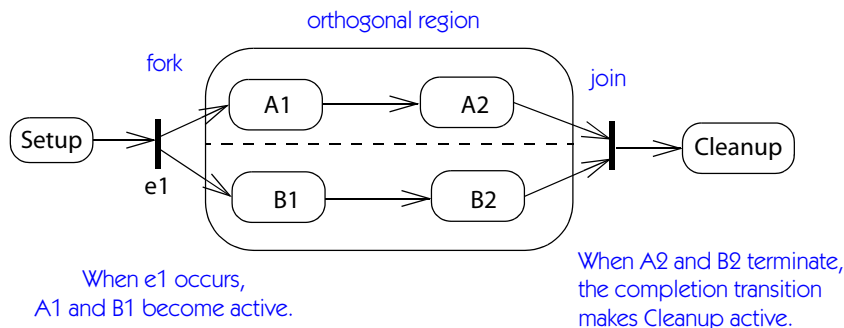 orthogonal region
fork
join
A1
A2
Setup
Cleanup
e1
B1
B2
When e1 occurs,
A1 and B1 become active.
When A2 and B2 terminate,
the completion transition
makes Cleanup active.